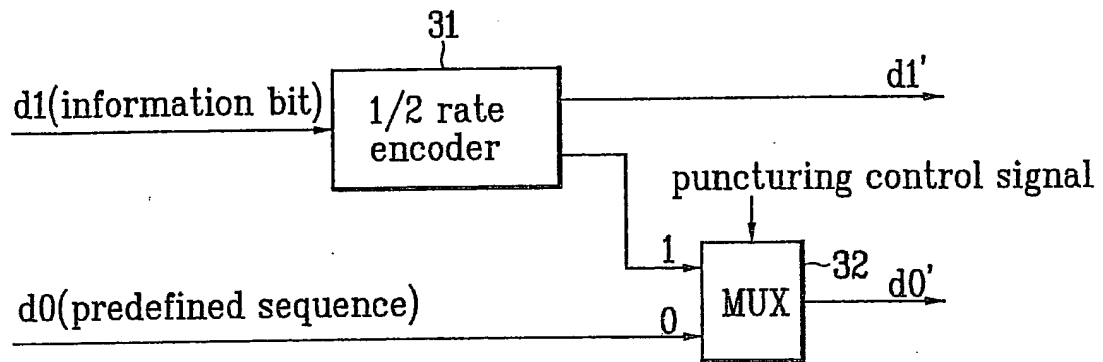 31
d1(information bit)
1/2 rate
encoder
d1'
puncturing control signal
1
32
MUX
d0'
d0(predefined sequence)
0